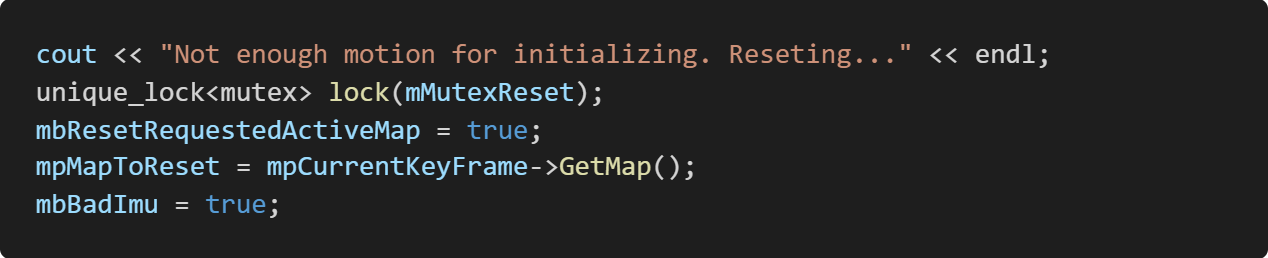 cout << "Not enough motion for initializing. Reseting..." << endl;
unique_lock<mutex> lock(mMutexReset);
mbResetRequestedActiveMap = true;
mpMapToReset = mpCurrentKeyFrame->GetMap();
mbBadImu = true;